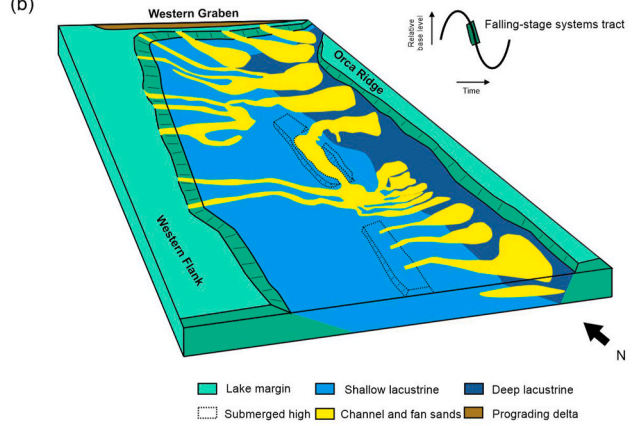 (b)
Western Graben
Orca Ridge
Western Flank
Relative
base level
Time
Falling-stage systems tract
N
Lake margin
Shallow lacustrine
Deep lacustrine
Submerged high
Channel and fan sands
Prograding delta